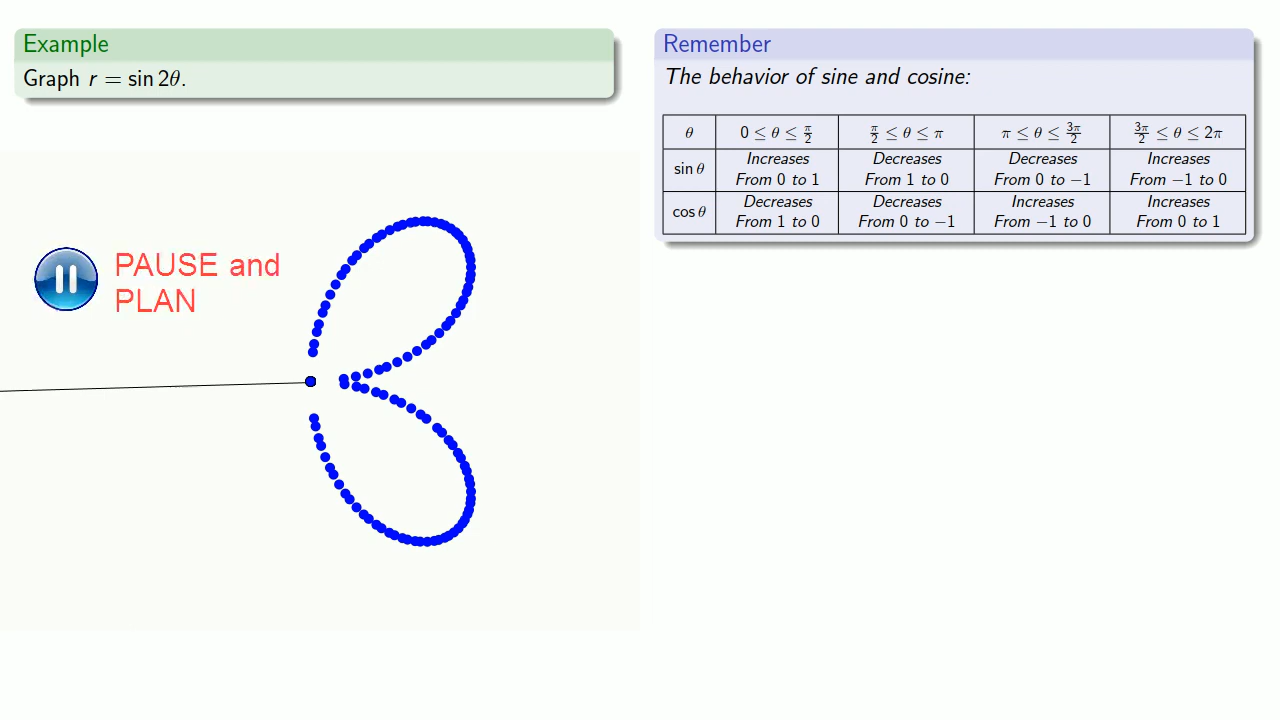 Example
Graph r = sin 2θ.
PAUSE and
PLAN
Remember
The behavior of sine and cosine:
θ 0 ≤ θ ≤ π/2 π/2 ≤ θ ≤ π π ≤ θ ≤ 3π/2 3π/2 ≤ θ ≤ 2π
sin θ Increases From 0 to 1 Decreases From 1 to 0 Decreases From 0 to −1 Increases From −1 to 0
cos θ Decreases From 1 to 0 Decreases From 0 to −1 Increases From −1 to 0 Increases From 0 to 1